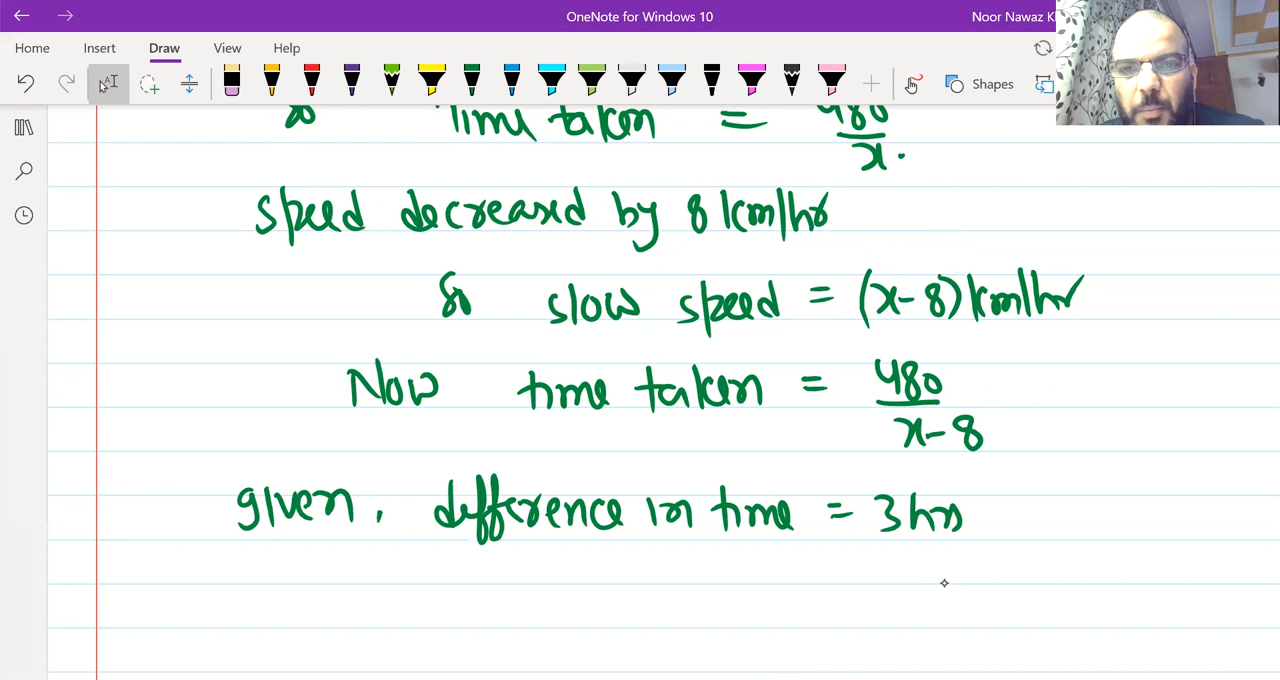 OneNote for Windows 10
Noor Nawaz K
Home Insert Draw View Help
Shapes
so Time taken = 480/x.
speed decreased by 8 km/hr
so slow speed = (x-8) km/hr
Now time taken = 480/x-8
given, difference in time = 3 hrs